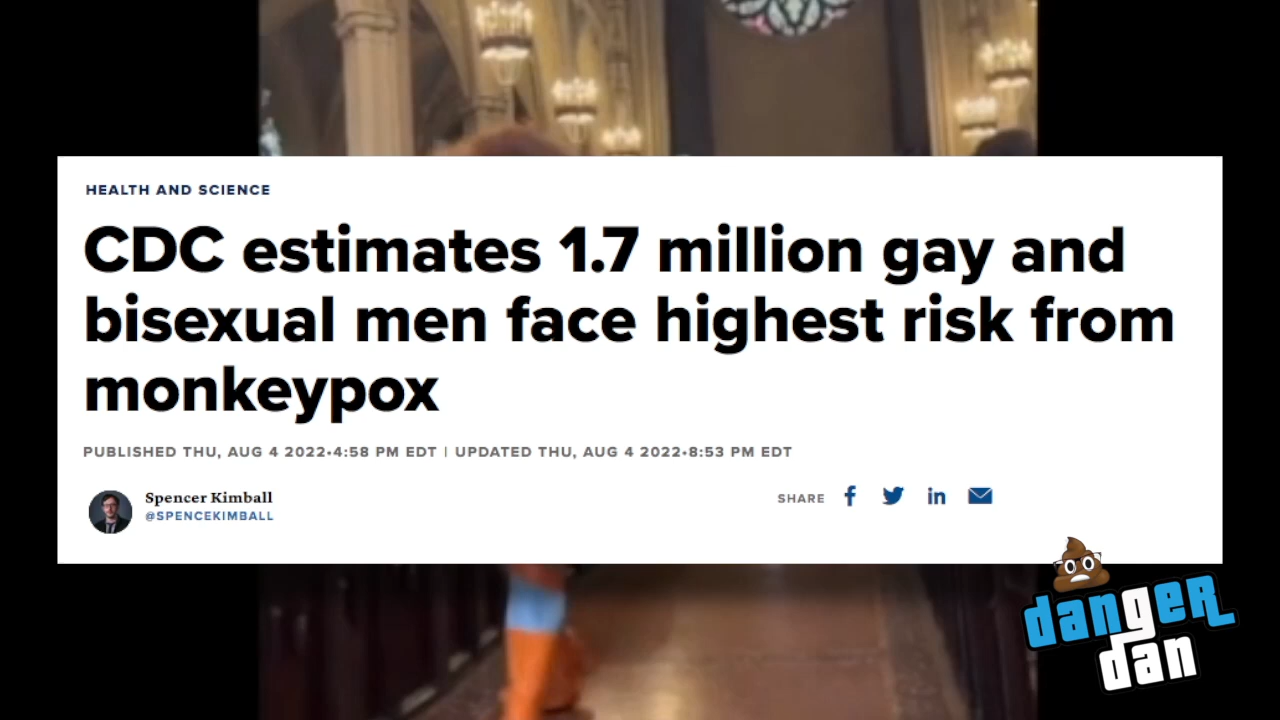 HEALTH AND SCIENCE
CDC estimates 1.7 million gay and
bisexual men face highest risk from
monkeypox
PUBLISHED THU, AUG 4 2022•4:58 PM EDT | UPDATED THU, AUG 4 2022•8:53 PM EDT
Spencer Kimball
@SPENCEKIMBALL
SHARE
danger
dan